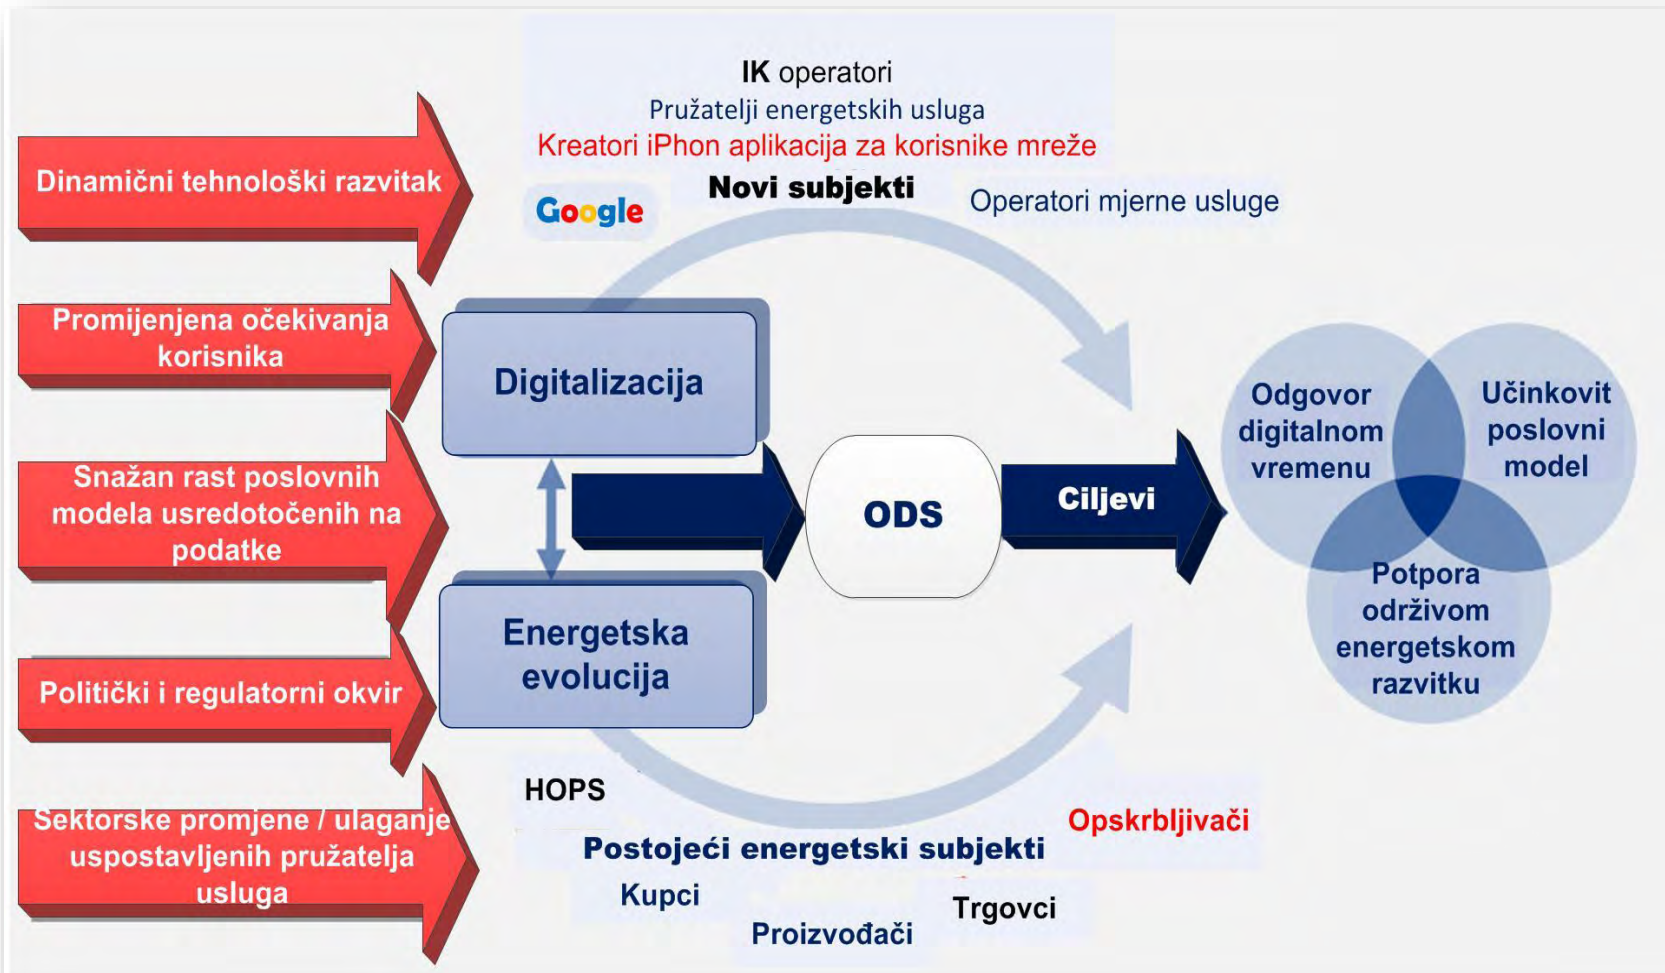 IK operatori
Pružatelji energetskih usluga
Kreatori iPhon aplikacija za korisnike mreže
Novi subjekti
Google
Operatori mjerne usluge
Dinamični tehnološki razvitak
Promijenjena očekivanja
korisnika
Snažan rast poslovnih
modela usredotočenih na
podatke
Politički i regulatorni okvir
Sektorske promjene / ulaganje
uspostavljenih pružatelja
usluga
Digitalizacija
Energetska
evolucija
ODS
Ciljevi
Odgovor
digitalnom
vremenu
Učinkovit
poslovni
model
Potpora
održivom
energetskom
razvitku
HOPS
Opskrbljivači
Postojeći energetski subjekti
Kupci
Trgovci
Proizvođači